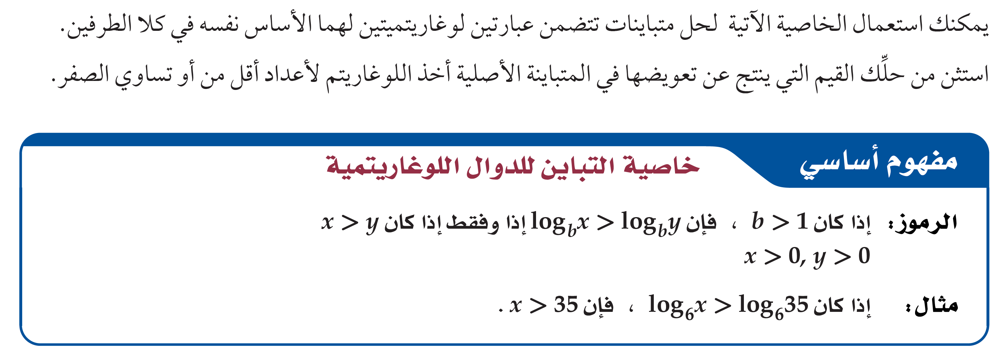 يمكنك استعمال الخاصية الآتية لحل متباينات تتضمن عبارتين لوغاريتميتين لهما الأساس نفسه في كلا الطرفين.
استثن من حلِّك القيم التي ينتج عن تعويضها في المتباينة الأصلية أخذ اللوغاريتم لأعداد أقل من أو تساوي الصفر.
مفهوم أساسي
خاصية التباين للدوال اللوغاريتمية
الرموز: إذا كان b > 1 ، فإن log_b x > log_b y إذا وفقط إذا كان x > y
x > 0, y > 0
مثال: إذا كان log_6 x > log_6 35 ، فإن x > 35 .